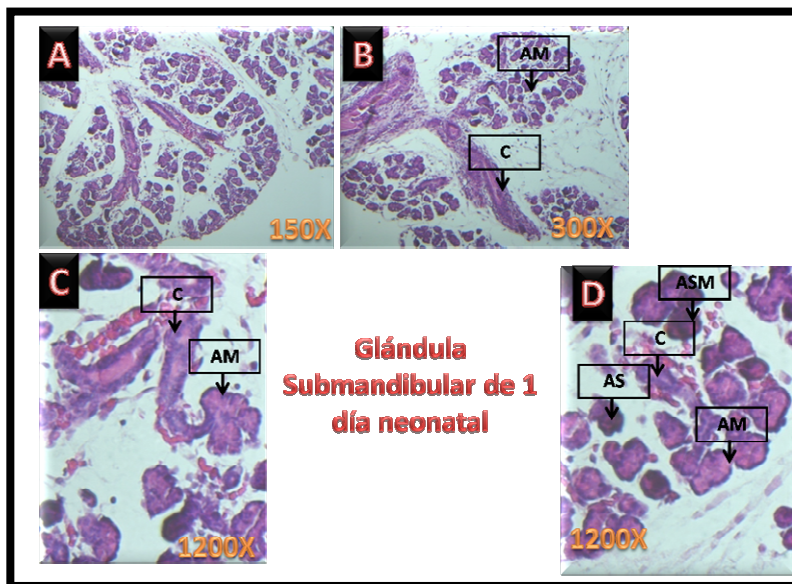 A
AM
C
150X
B
300X
C
C
AM
1200X
Glándula
Submandibular de 1
día neonatal
D
ASM
C
AS
AM
1200X